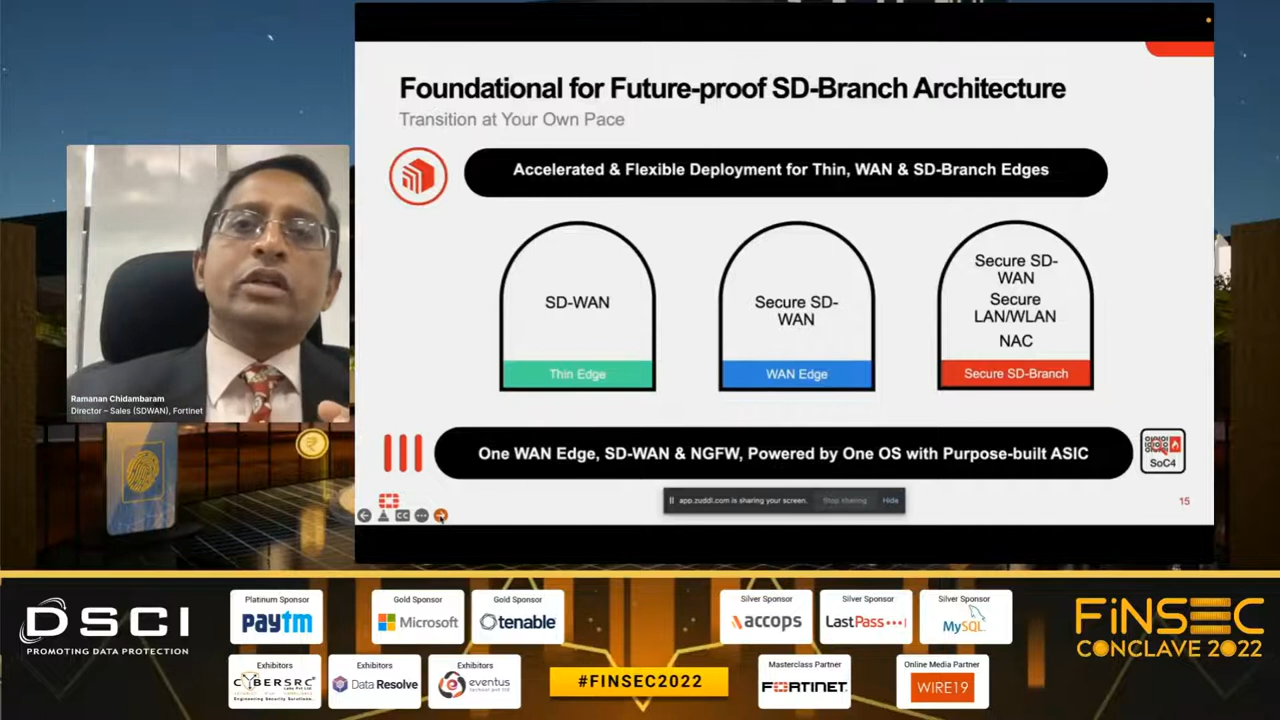 Foundational for Future-proof SD-Branch Architecture
Transition at Your Own Pace
Accelerated & Flexible Deployment for Thin, WAN & SD-Branch Edges
SD-WAN
Thin Edge
Secure SD-
WAN
WAN Edge
Secure SD-
WAN
Secure
LAN/WLAN
NAC
Secure SD-Branch
One WAN Edge, SD-WAN & NGFW, Powered by One OS with Purpose-built ASIC
SoC4
app.zuddl.com is sharing your screen.
Stop sharing
Hide
CC
15
Ramanan Chidambaram
Director – Sales (SDWAN), Fortinet
DSCI
PROMOTING DATA PROTECTION
Platinum Sponsor
paytm
Gold Sponsor
Microsoft
Gold Sponsor
tenable
Silver Sponsor
accops
Silver Sponsor
LastPass
Silver Sponsor
MySQL
Exhibitors
CYBERSRC
Exhibitors
Data Resolve
Exhibitors
eventus
#FINSEC2022
Masterclass Partner
FORTINET
Online Media Partner
WIRE19
FiNSEC
CONCLAVE 2022